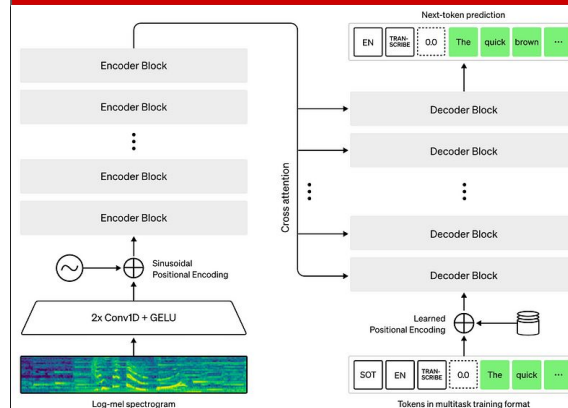 Next-token prediction
EN
TRAN-
SCRIBE
0.0
The
quick
brown
...
Encoder Block
Encoder Block
Encoder Block
Encoder Block
Sinusoidal
Positional Encoding
2x Conv1D + GELU
Log-mel spectrogram
Cross attention
Decoder Block
Decoder Block
Decoder Block
Decoder Block
Learned
Positional Encoding
SOT
EN
TRAN-
SCRIBE
0.0
The
quick
...
Tokens in multitask training format